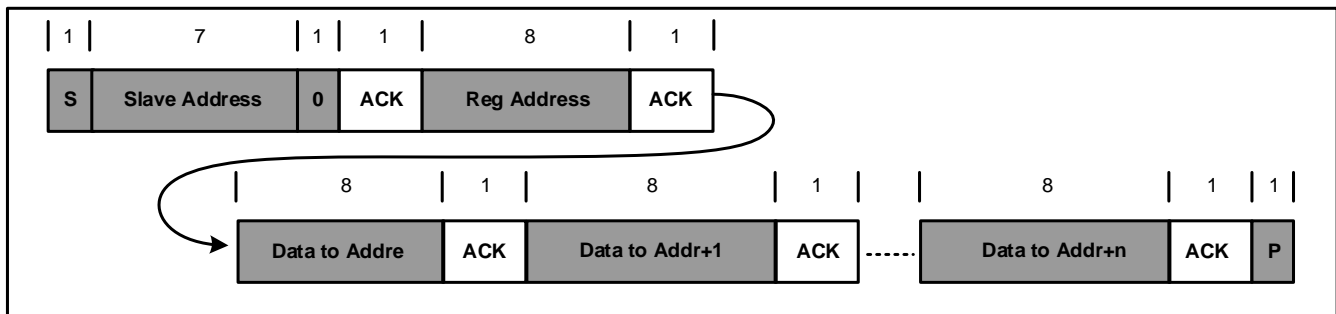 1 7 1 1 8 1
S Slave Address 0 ACK Reg Address ACK
8 1 8 1 8 1 1
Data to Addre ACK Data to Addr+1 ACK Data to Addr+n ACK P